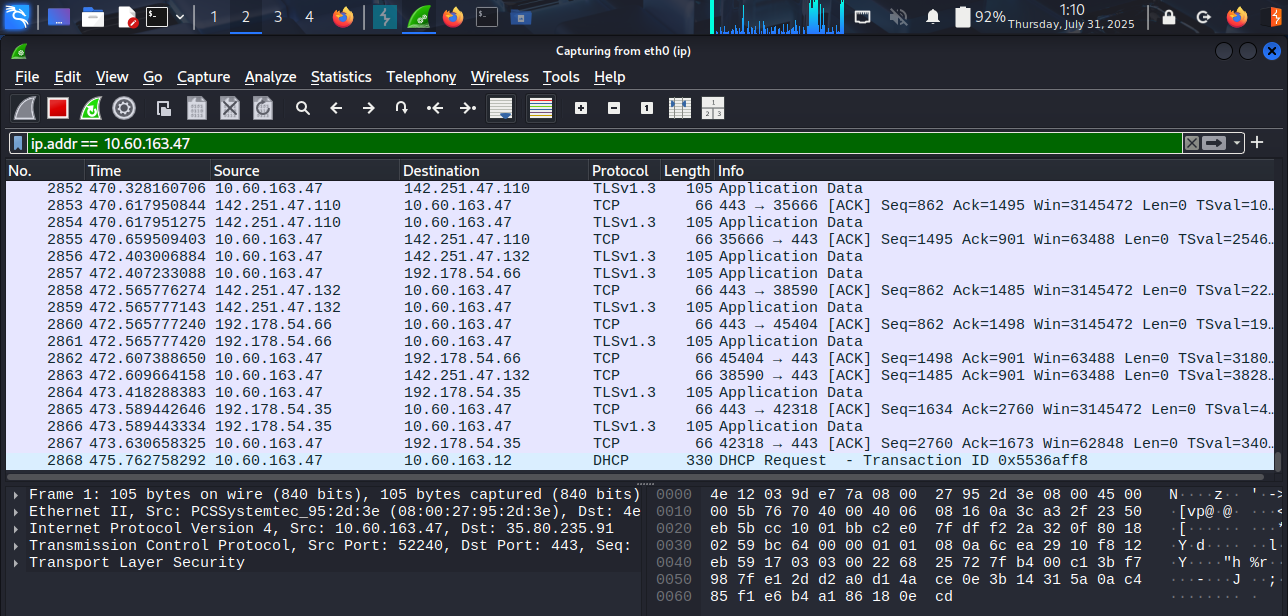 1 2 3 4 92% 1:10
Thursday, July 31, 2025
Capturing from eth0 (ip)
File Edit View Go Capture Analyze Statistics Telephony Wireless Tools Help
ip.addr == 10.60.163.47
No. Time Source Destination Protocol Length Info
2852 470.328160706 10.60.163.47 142.251.47.110 TLSv1.3 105 Application Data
2853 470.617950844 142.251.47.110 10.60.163.47 TCP 66 443 → 35666 [ACK] Seq=862 Ack=1495 Win=3145472 Len=0 TSval=10…
2854 470.617951275 142.251.47.110 10.60.163.47 TLSv1.3 105 Application Data
2855 470.659509403 10.60.163.47 142.251.47.110 TCP 66 35666 → 443 [ACK] Seq=1495 Ack=901 Win=63488 Len=0 TSval=2546…
2856 472.403006884 10.60.163.47 142.251.47.132 TLSv1.3 105 Application Data
2857 472.407233088 10.60.163.47 192.178.54.66 TLSv1.3 105 Application Data
2858 472.565776274 142.251.47.132 10.60.163.47 TCP 66 443 → 38590 [ACK] Seq=862 Ack=1485 Win=3145472 Len=0 TSval=22…
2859 472.565777143 142.251.47.132 10.60.163.47 TLSv1.3 105 Application Data
2860 472.565777240 192.178.54.66 10.60.163.47 TCP 66 443 → 45404 [ACK] Seq=862 Ack=1498 Win=3145472 Len=0 TSval=19…
2861 472.565777420 192.178.54.66 10.60.163.47 TLSv1.3 105 Application Data
2862 472.607388650 10.60.163.47 192.178.54.66 TCP 66 45404 → 443 [ACK] Seq=1498 Ack=901 Win=63488 Len=0 TSval=3180…
2863 472.609664158 10.60.163.47 142.251.47.132 TCP 66 38590 → 443 [ACK] Seq=1485 Ack=901 Win=63488 Len=0 TSval=3828…
2864 473.418288383 10.60.163.47 192.178.54.35 TLSv1.3 105 Application Data
2865 473.589442646 192.178.54.35 10.60.163.47 TCP 66 443 → 42318 [ACK] Seq=1634 Ack=2760 Win=3145472 Len=0 TSval=4…
2866 473.589443334 192.178.54.35 10.60.163.47 TLSv1.3 105 Application Data
2867 473.630658325 10.60.163.47 192.178.54.35 TCP 66 42318 → 443 [ACK] Seq=2760 Ack=1673 Win=62848 Len=0 TSval=340…
2868 475.762758292 10.60.163.47 10.60.163.12 DHCP 330 DHCP Request - Transaction ID 0x5536aff8
Frame 1: 105 bytes on wire (840 bits), 105 bytes captured (840 bits)
Ethernet II, Src: PCSSystemtec_95:2d:3e (08:00:27:95:2d:3e), Dst: 4e
Internet Protocol Version 4, Src: 10.60.163.47, Dst: 35.80.235.91
Transmission Control Protocol, Src Port: 52240, Dst Port: 443, Seq:
Transport Layer Security
0000 4e 12 03 9d e7 7a 08 00 27 95 2d 3e 08 00 45 00 N····z·· '·->
0010 00 5b 76 70 40 00 40 06 08 16 0a 3c a3 2f 23 50 ·[vp@·@· ···<
0020 eb 5b cc 10 01 bb c2 e0 7f df f2 2a 32 0f 80 18 ·[
0030 02 59 bc 64 00 00 01 01 08 0a 6c ea 29 10 f8 12 ·Y·d···· ··l·
0040 eb 59 17 03 03 00 22 68 25 72 7f b4 00 c1 3b f7 ·Y····"h %r··
0050 98 7f e1 2d d2 a0 d1 4a ce 0e 3b 14 31 5a 0a c4 ···-···J ··;·
0060 85 f1 e6 b4 a1 86 18 0e cd ········ ·